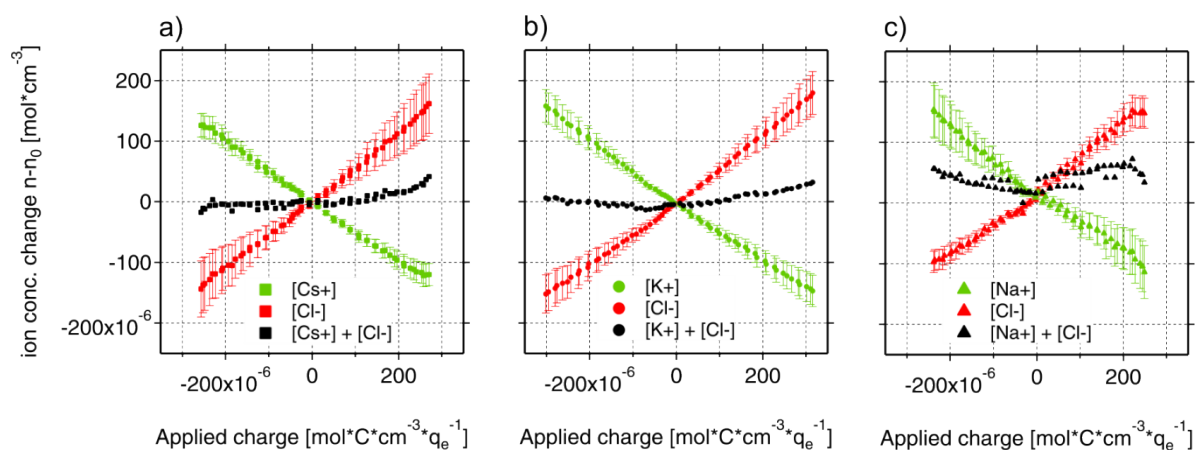 a)
b)
c)
ion conc. change n-n₀ [mol*cm⁻³]
200
100
0
-100
-200x10⁻⁶
[Cs+]
[Cl-]
[Cs+] + [Cl-]
[K+]
[Cl-]
[K+] + [Cl-]
[Na+]
[Cl-]
[Na+] + [Cl-]
-200x10⁻⁶ 0 200
-200x10⁻⁶ 0 200
-200x10⁻⁶ 0 200
Applied charge [mol*C*cm⁻³*qₑ⁻¹]
Applied charge [mol*C*cm⁻³*qₑ⁻¹]
Applied charge [mol*C*cm⁻³*qₑ⁻¹]